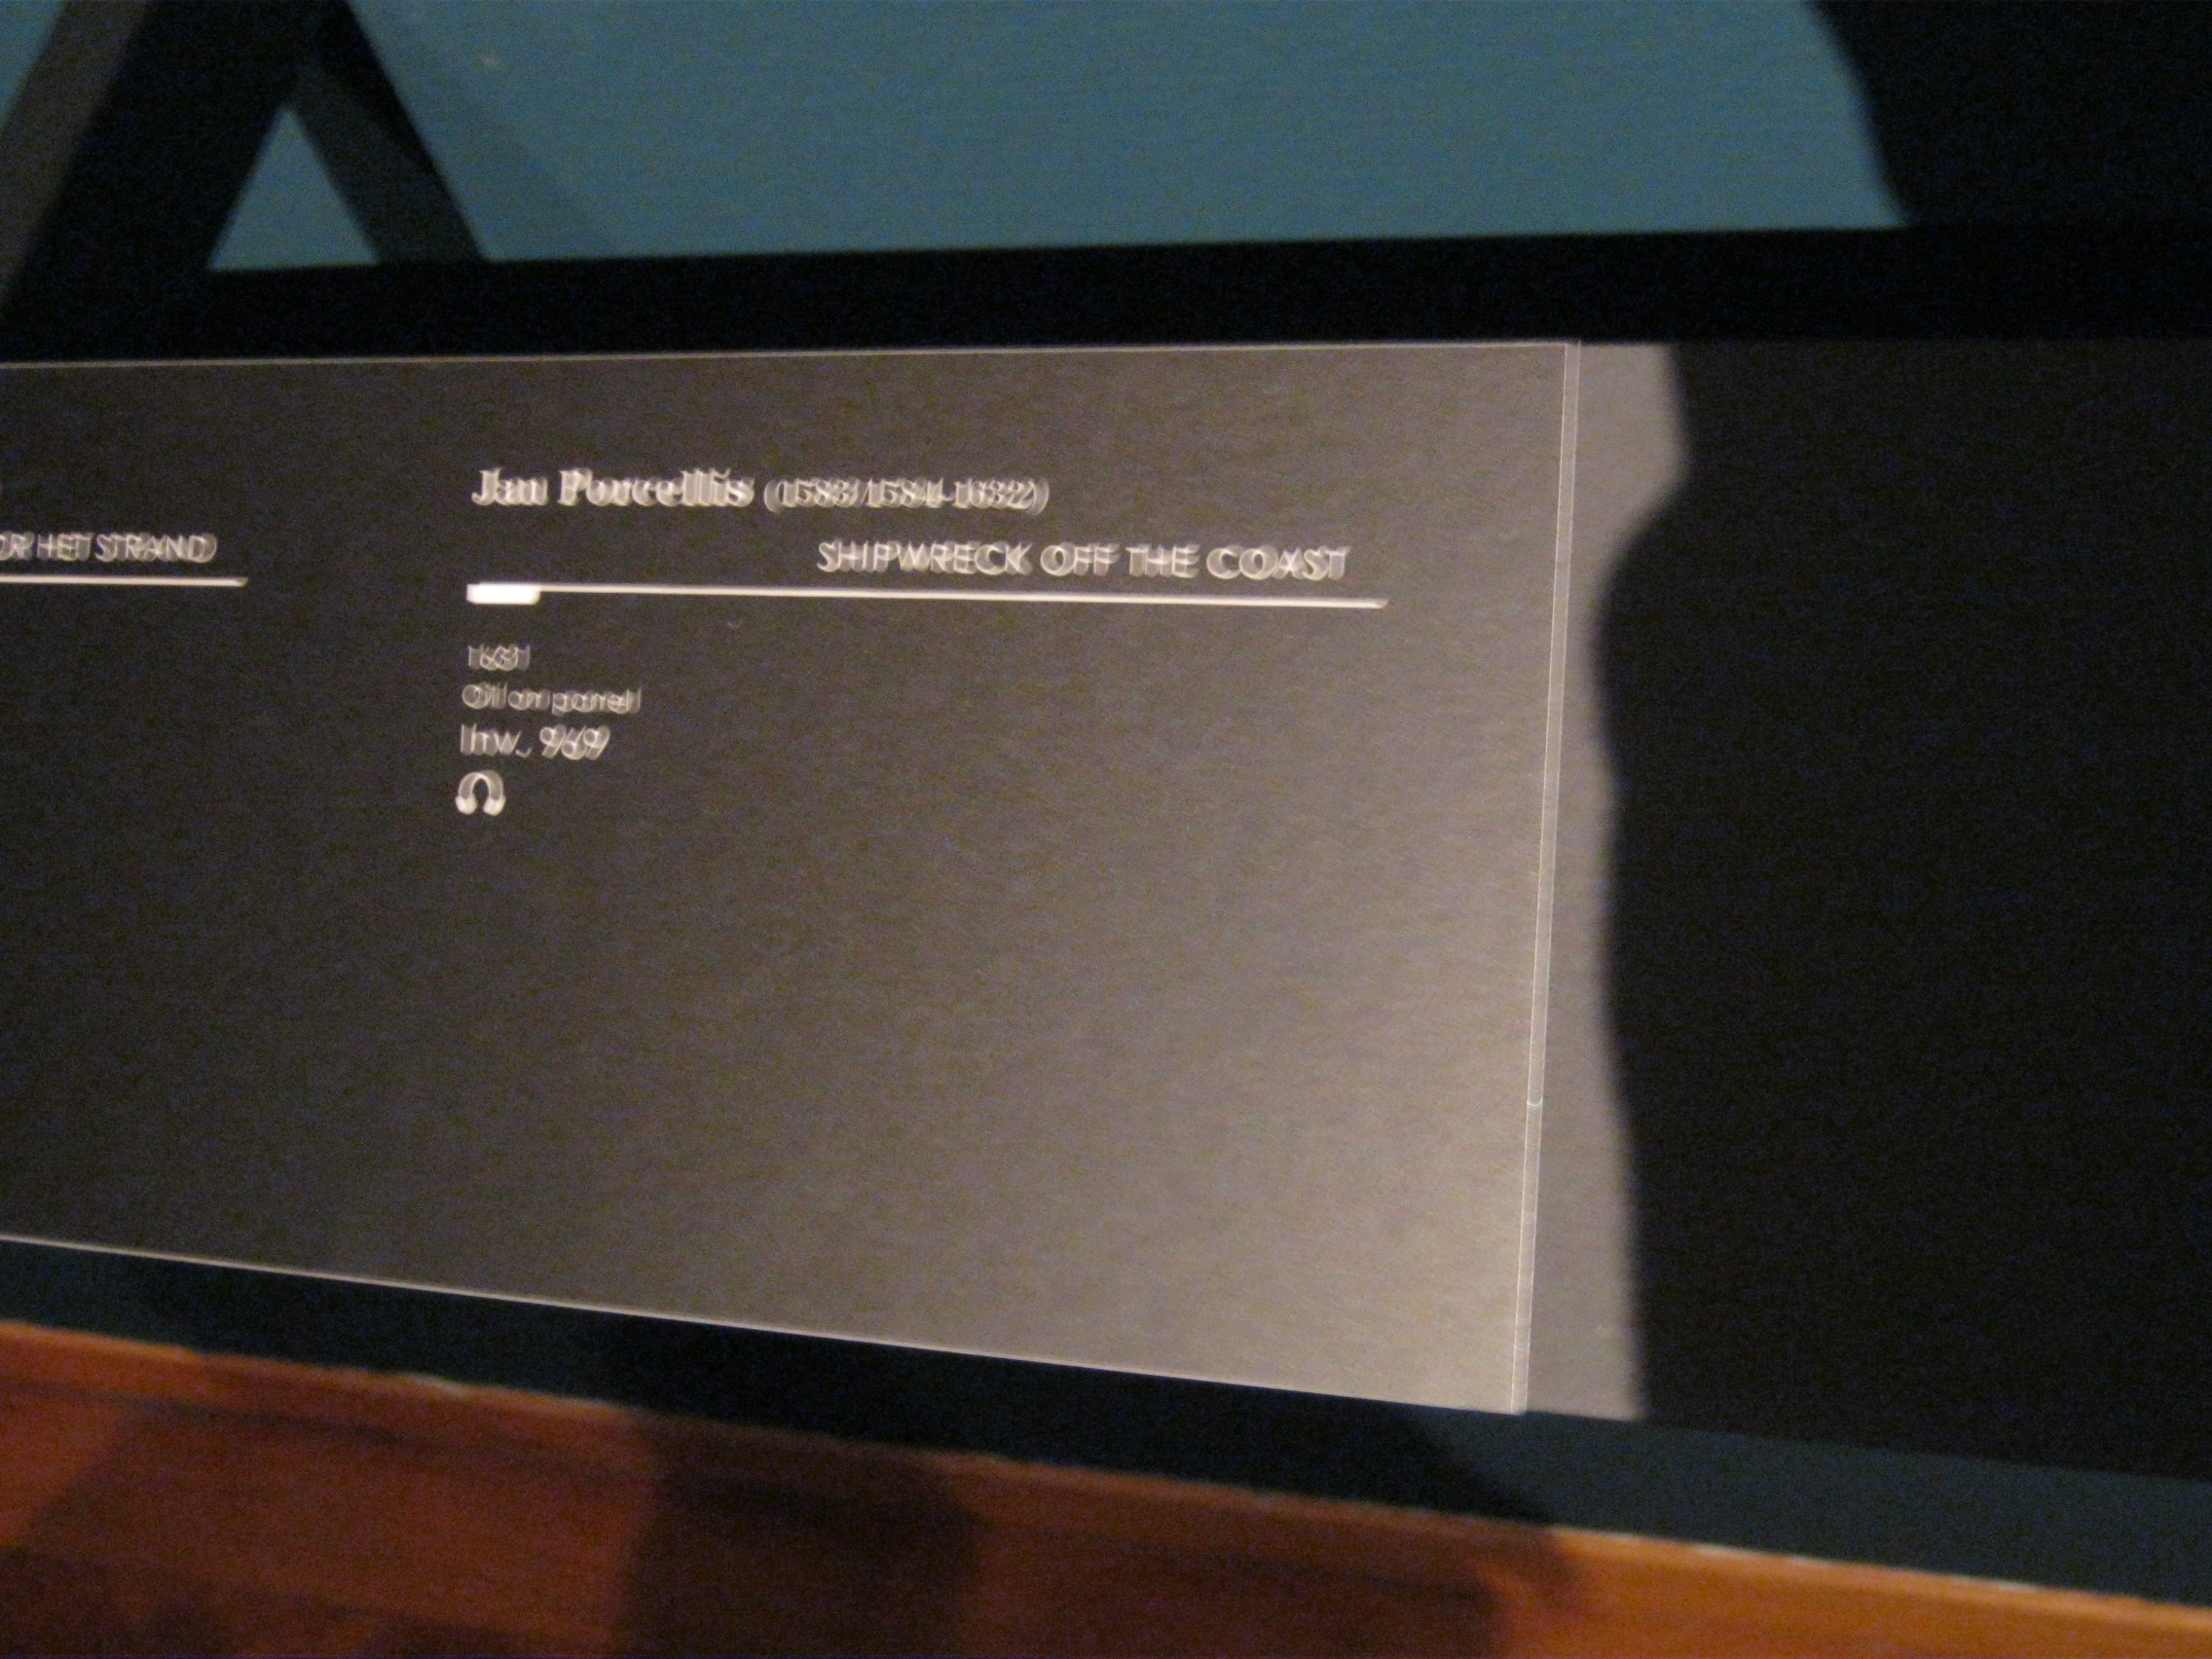 HET STRAND
Jan Porcellis (1583/1584-1632)
SHIPWRECK OFF THE COAST
1631
Oil on panel
Inv. 969